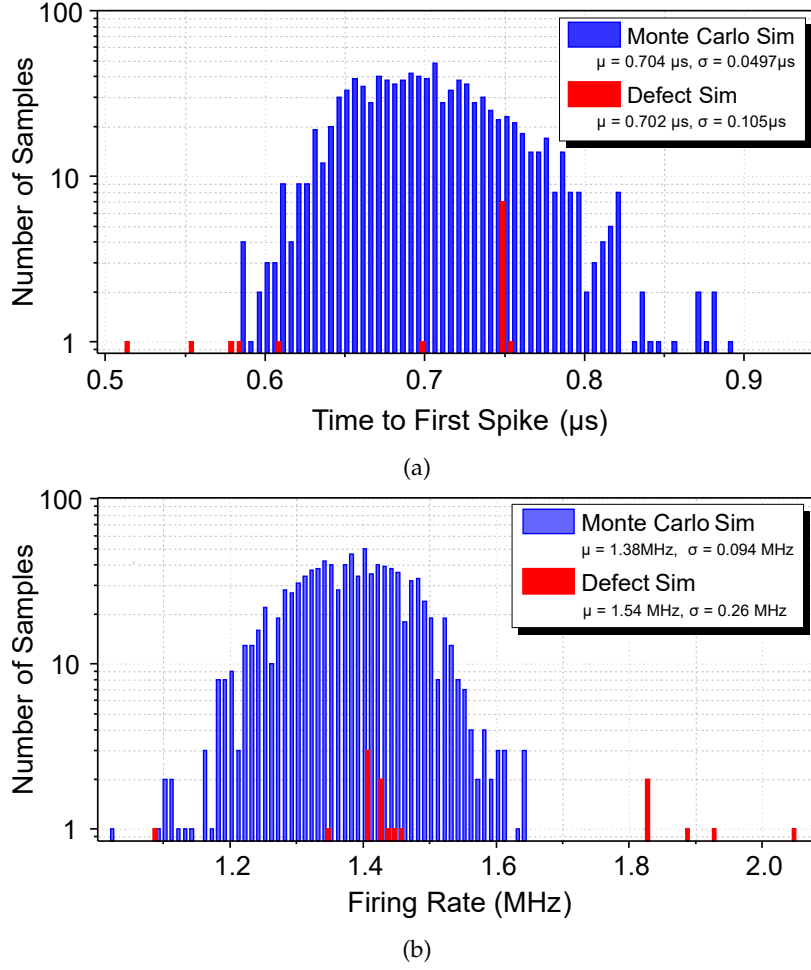 100
10
1
Number of Samples
Monte Carlo Sim
μ = 0.704 μs, σ = 0.0497μs
Defect Sim
μ = 0.702 μs, σ = 0.105μs
0.5 0.6 0.7 0.8 0.9
Time to First Spike (μs)
(a)
100
10
1
Number of Samples
Monte Carlo Sim
μ = 1.38MHz, σ = 0.094 MHz
Defect Sim
μ = 1.54 MHz, σ = 0.26 MHz
1.2 1.4 1.6 1.8 2.0
Firing Rate (MHz)
(b)